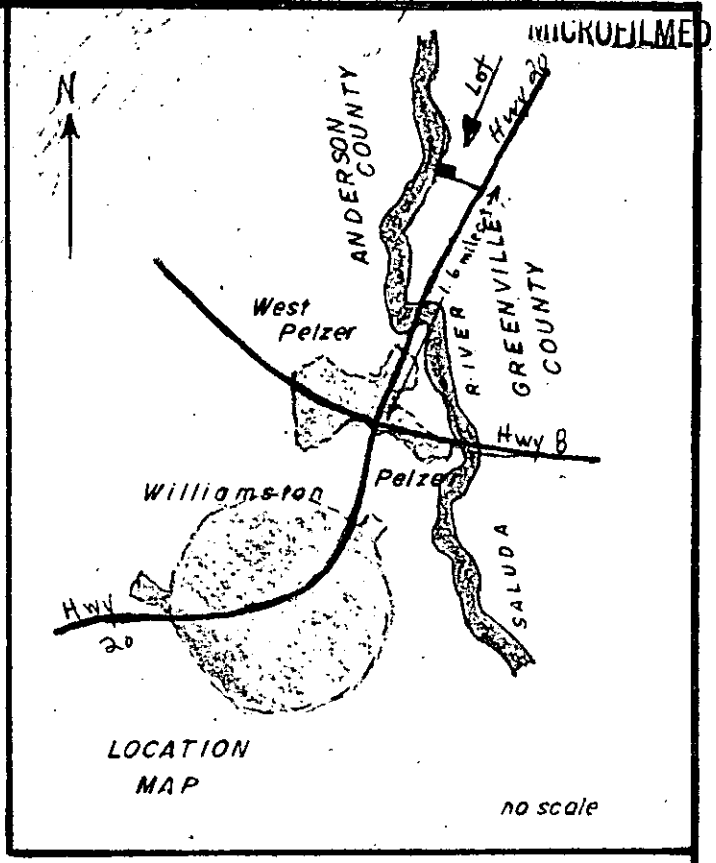 MICROFILMED
N
Lot
Hwy 20
ANDERSON
COUNTY
1.6 miles
GREENVILLE
COUNTY
West
Pelzer
RIVER
Hwy 8
Pelzer
Williamston
SALUDA
Hwy
20
LOCATION
MAP
no scale